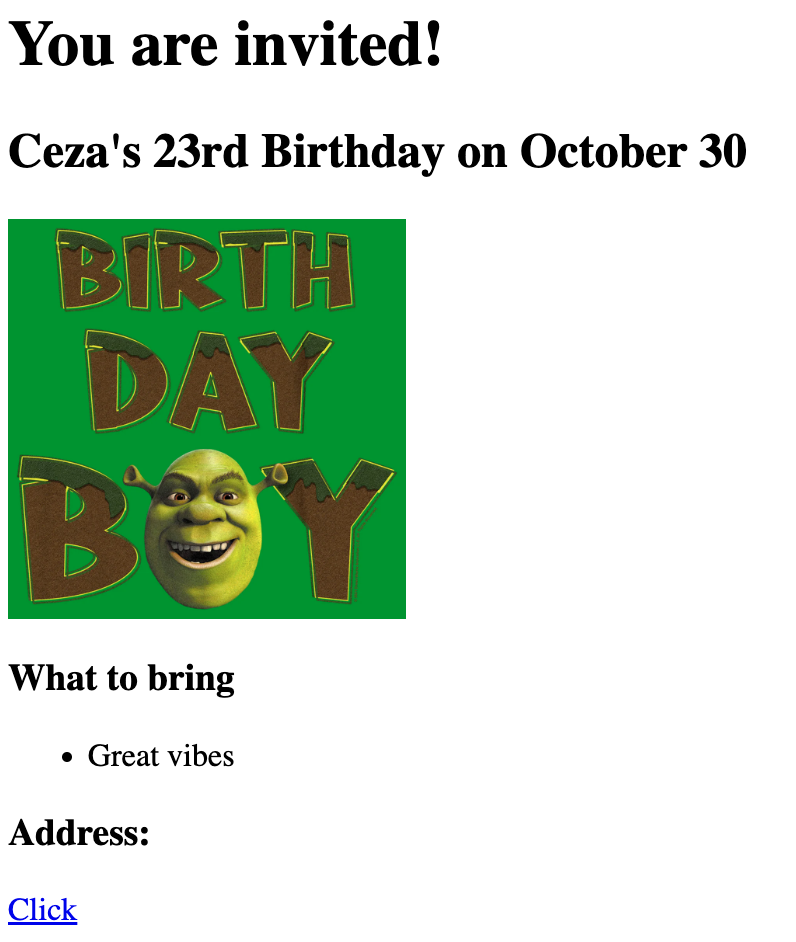 You are invited!
Ceza's 23rd Birthday on October 30
BIRTH
DAY
BOY
What to bring
Great vibes
Address:
Click